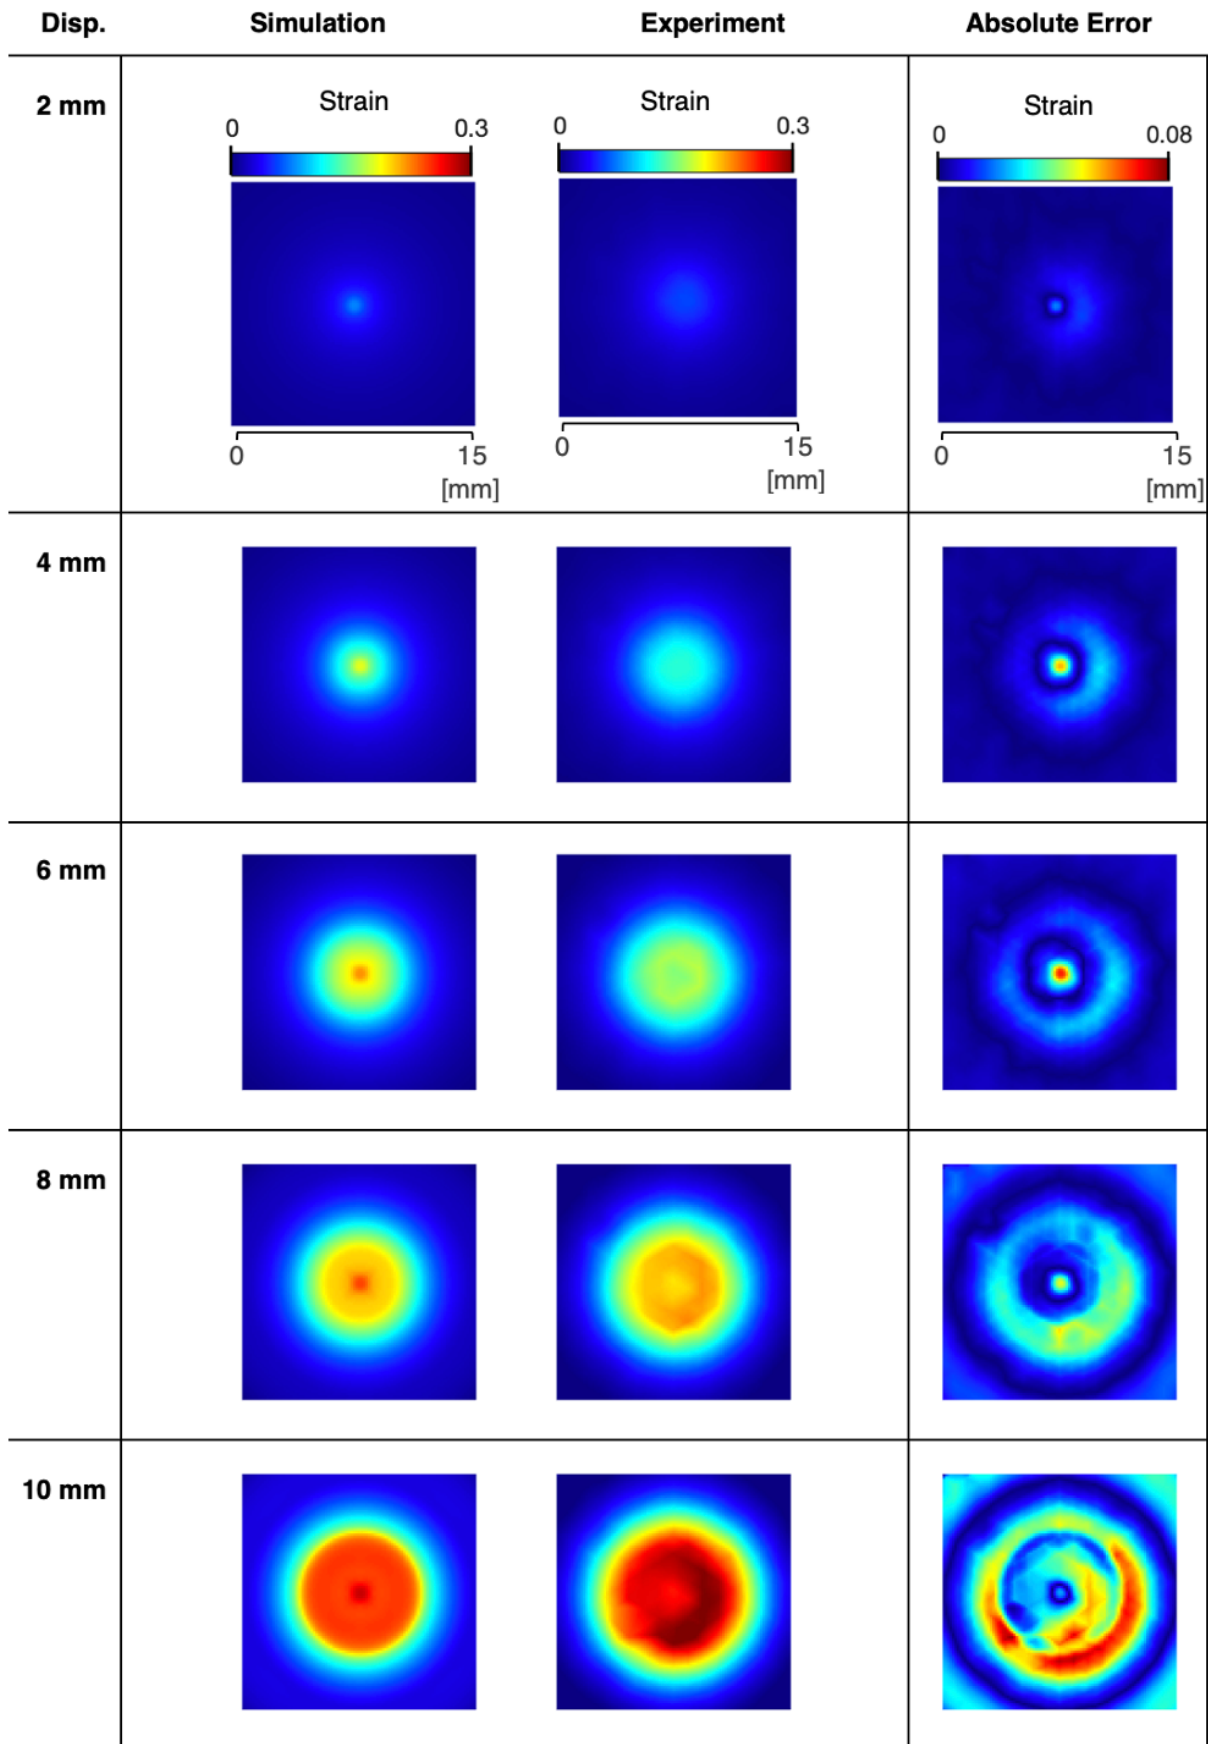 Disp. Simulation Experiment Absolute Error
2 mm
Strain Strain Strain
0 0.3 0 0.3 0 0.08
0 15 0 15 0 15
[mm] [mm] [mm]
4 mm
6 mm
8 mm
10 mm